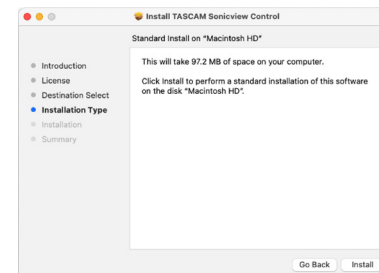 Install TASCAM Sonicview Control
Standard Install on “Macintosh HD”
Introduction
License
Destination Select
Installation Type
Installation
Summary
This will take 97.2 MB of space on your computer.
Click Install to perform a standard installation of this software
on the disk “Macintosh HD”.
Go Back
Install